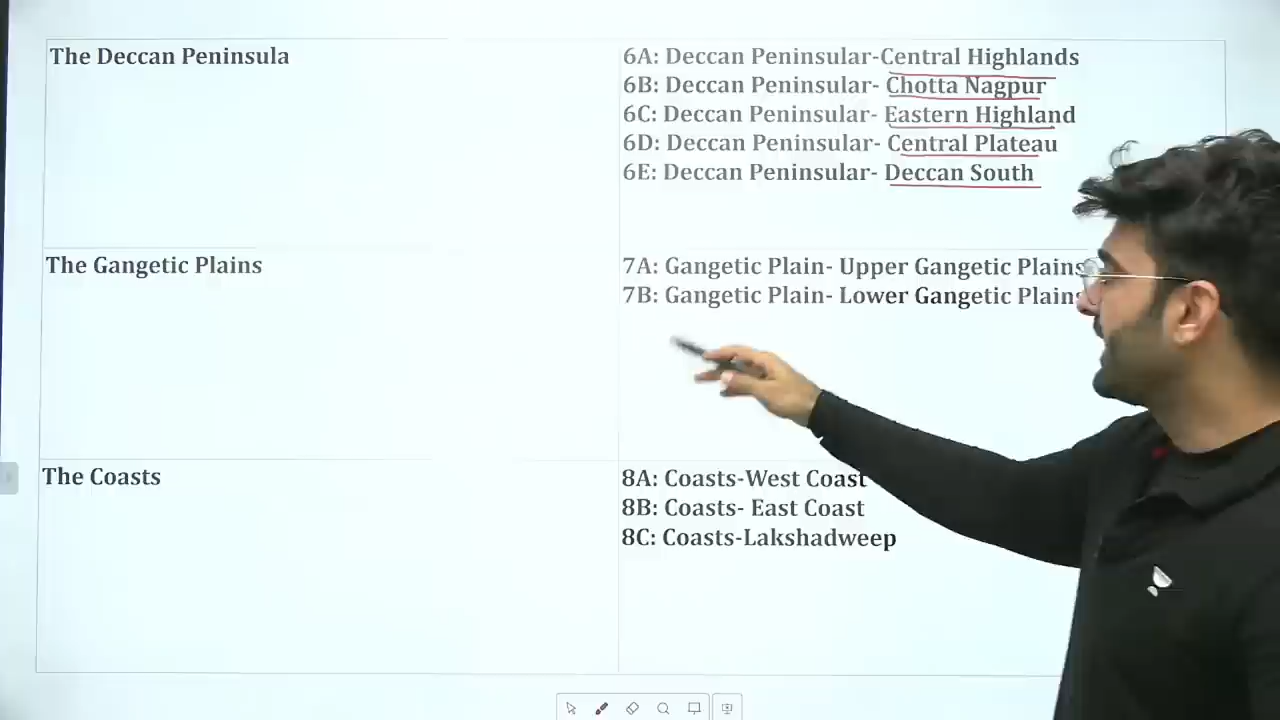 The Deccan Peninsula
6A: Deccan Peninsular-Central Highlands
6B: Deccan Peninsular- Chotta Nagpur
6C: Deccan Peninsular- Eastern Highland
6D: Deccan Peninsular- Central Plateau
6E: Deccan Peninsular- Deccan South
The Gangetic Plains
7A: Gangetic Plain- Upper Gangetic Plains
7B: Gangetic Plain- Lower Gangetic Plains
The Coasts
8A: Coasts-West Coast
8B: Coasts- East Coast
8C: Coasts-Lakshadweep